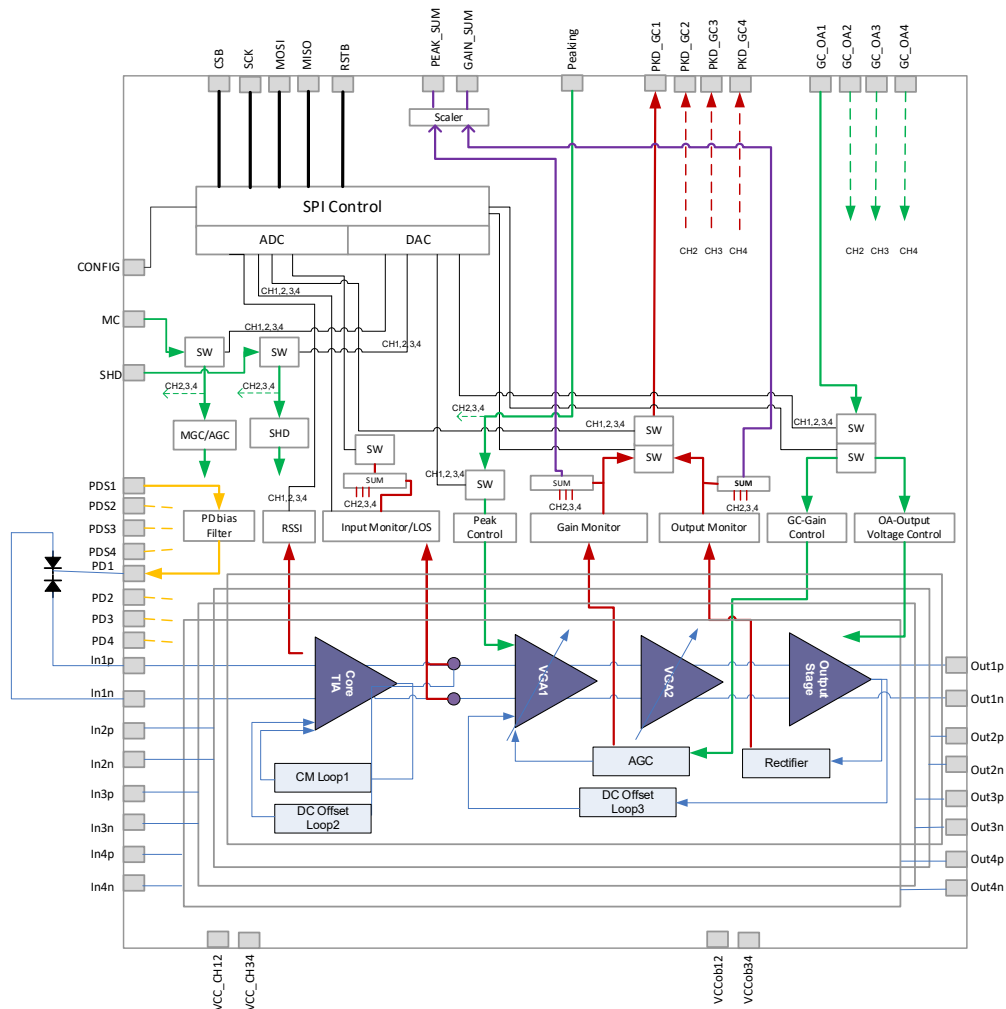 CSB
SCK
MOSI
MISO
RSTB
PEAK_SUM
GAIN_SUM
Peaking
PKD_GC1
PKD_GC2
PKD_GC3
PKD_GC4
GC_OA1
GC_OA2
GC_OA3
GC_OA4
Scaler
SPI Control
ADC
DAC
CH2
CH3
CH4
CH2
CH3
CH4
CONFIG
MC
SHD
CH1,2,3,4
CH1,2,3,4
CH1,2,3,4
SW
SW
CH2,3,4
CH2,3,4
CH2,3,4
MGC/AGC
SHD
SW
SW
SW
SW
CH1,2,3,4
CH1,2,3,4
SW
SW
SUM
CH2,3,4
SUM
CH2,3,4
SUM
CH2,3,4
CH1,2,3,4
PDS1
PDS2
PDS3
PDS4
PD1
PD2
PD3
PD4
PDbias
Filter
RSSI
Input Monitor/LOS
Peak
Control
Gain Monitor
Output Monitor
GC-Gain
Control
OA-Output
Voltage Control
In1p
In1n
In2p
In2n
In3p
In3n
In4p
In4n
Core
TIA
VGA1
VGA2
Output
Stage
CM Loop1
DC Offset
Loop2
AGC
DC Offset
Loop3
Rectifier
Out1p
Out1n
Out2p
Out2n
Out3p
Out3n
Out4p
Out4n
VCC_CH12
VCC_CH34
VCCob12
VCCob34